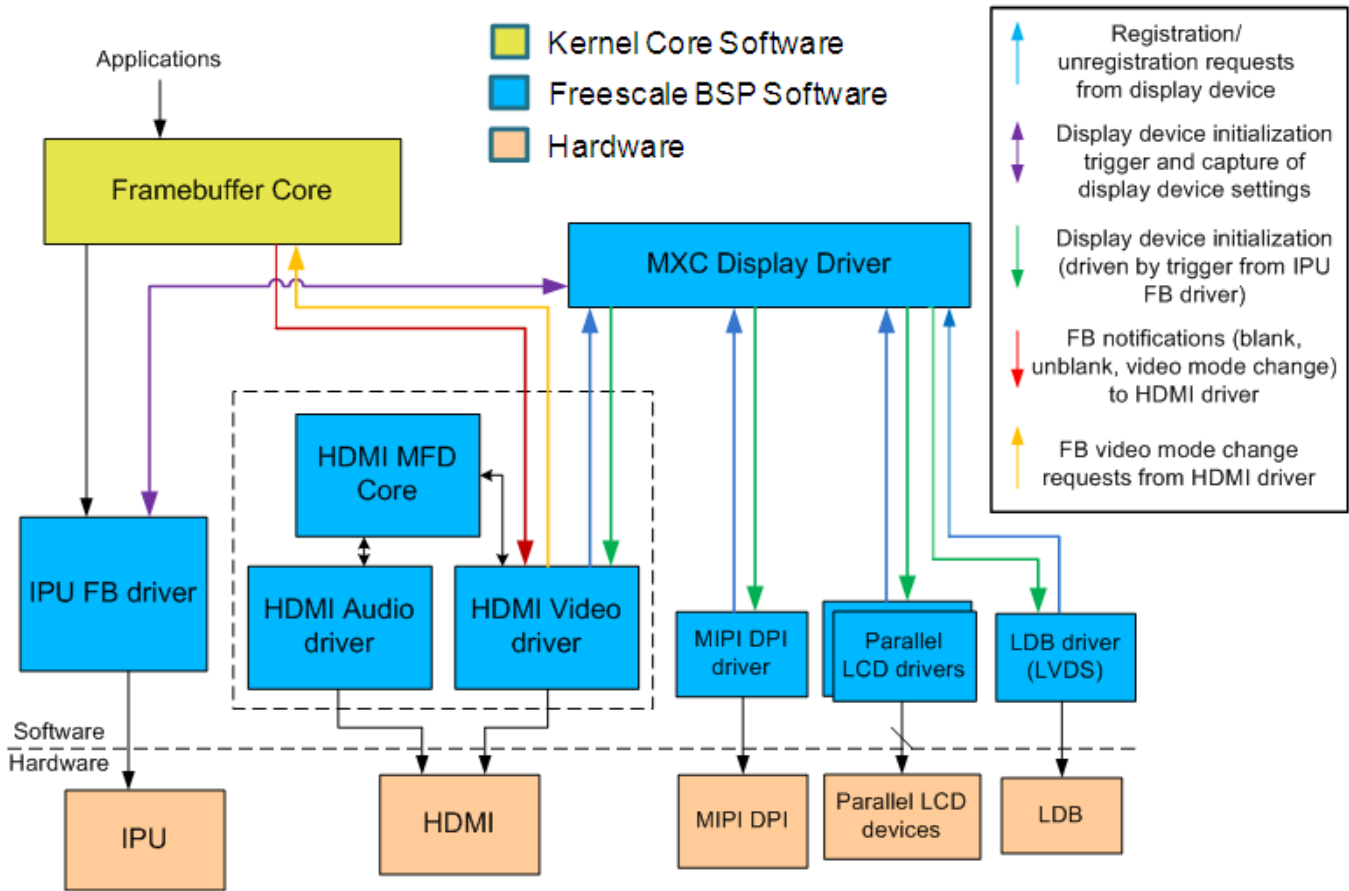 Applications
Kernel Core Software
Freescale BSP Software
Hardware
Registration/
unregistration requests
from display device
Display device initialization
trigger and capture of
display device settings
Display device initialization
(driven by trigger from IPU
FB driver)
FB notifications (blank,
unblank, video mode change)
to HDMI driver
FB video mode change
requests from HDMI driver
Framebuffer Core
MXC Display Driver
HDMI MFD
Core
IPU FB driver
HDMI Audio
driver
HDMI Video
driver
MIPI DPI
driver
Parallel
LCD drivers
LDB driver
(LVDS)
Software
Hardware
IPU
HDMI
MIPI DPI
Parallel LCD
devices
LDB